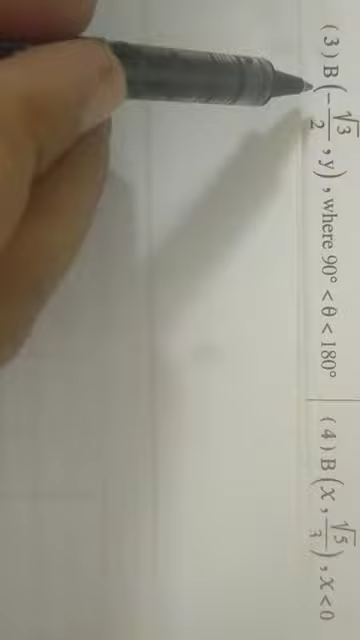 (3) B(-√3/2, y), where 90° < θ < 180°
(4) B(x, √5/3), x < 0